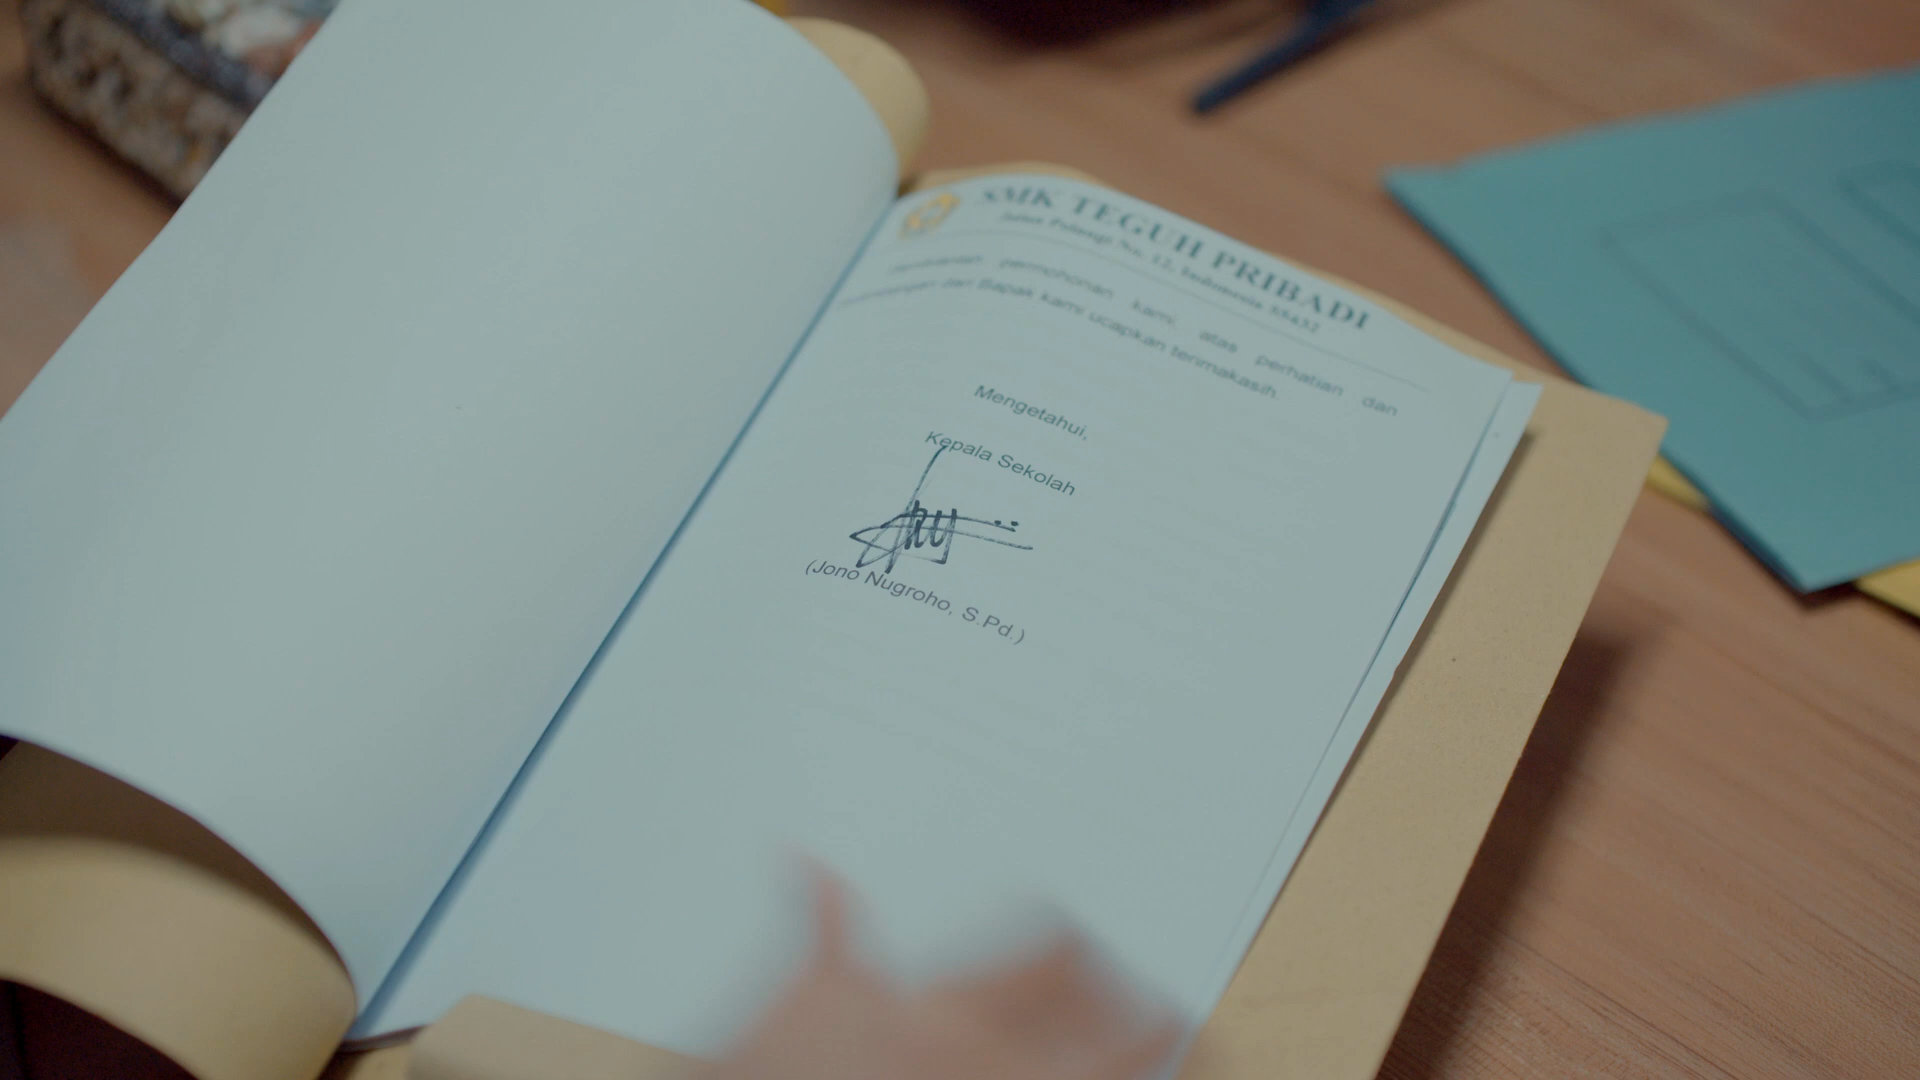 SMK TEGUH PRIBADI
Jalan Pelangi No. 12, Indonesia 55432
permohonan kami, atas perhatian dan
dari Bapak kami ucapkan terimakasih.
Mengetahui,
Kepala Sekolah
(Jono Nugroho, S.Pd.)